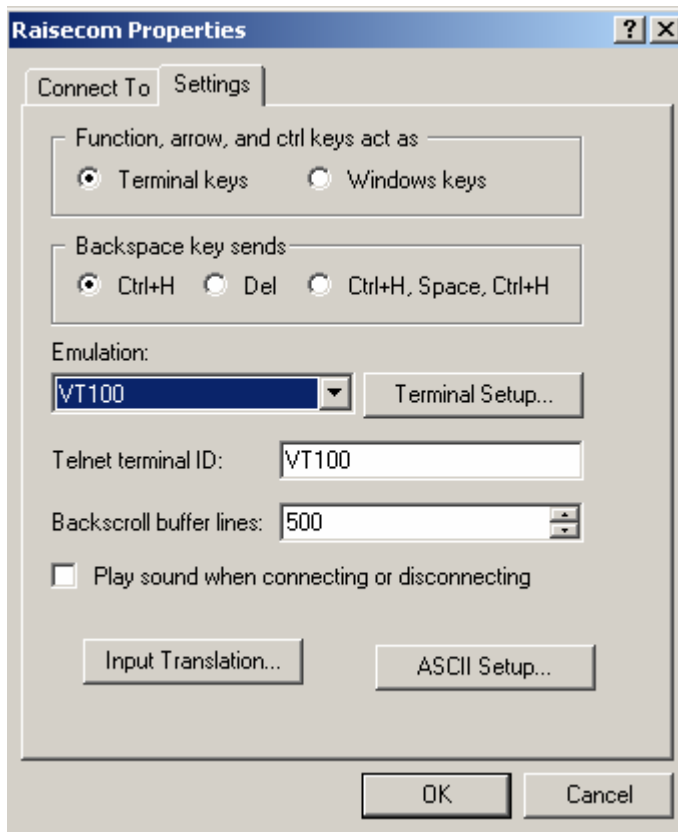 Raisecom Properties
Connect To Settings
Function, arrow, and ctrl keys act as
Terminal keys Windows keys
Backspace key sends
Ctrl+H Del Ctrl+H, Space, Ctrl+H
Emulation:
VT100 Terminal Setup...
Telnet terminal ID: VT100
Backscroll buffer lines: 500
Play sound when connecting or disconnecting
Input Translation... ASCII Setup...
OK Cancel